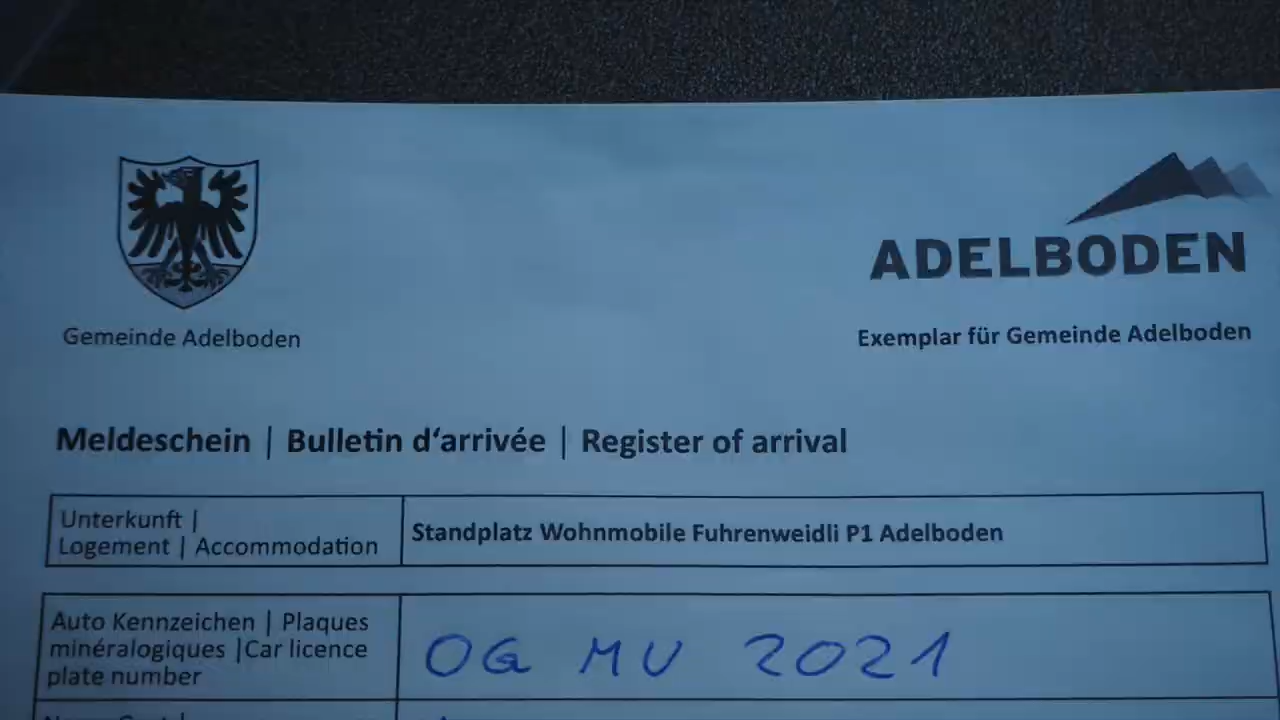 ADELBODEN
Gemeinde Adelboden
Exemplar für Gemeinde Adelboden
Meldeschein | Bulletin d‘arrivée | Register of arrival
Unterkunft |
Logement | Accommodation
Standplatz Wohnmobile Fuhrenweidli P1 Adelboden
Auto Kennzeichen | Plaques
minéralogiques |Car licence
plate number
OG MU 2021